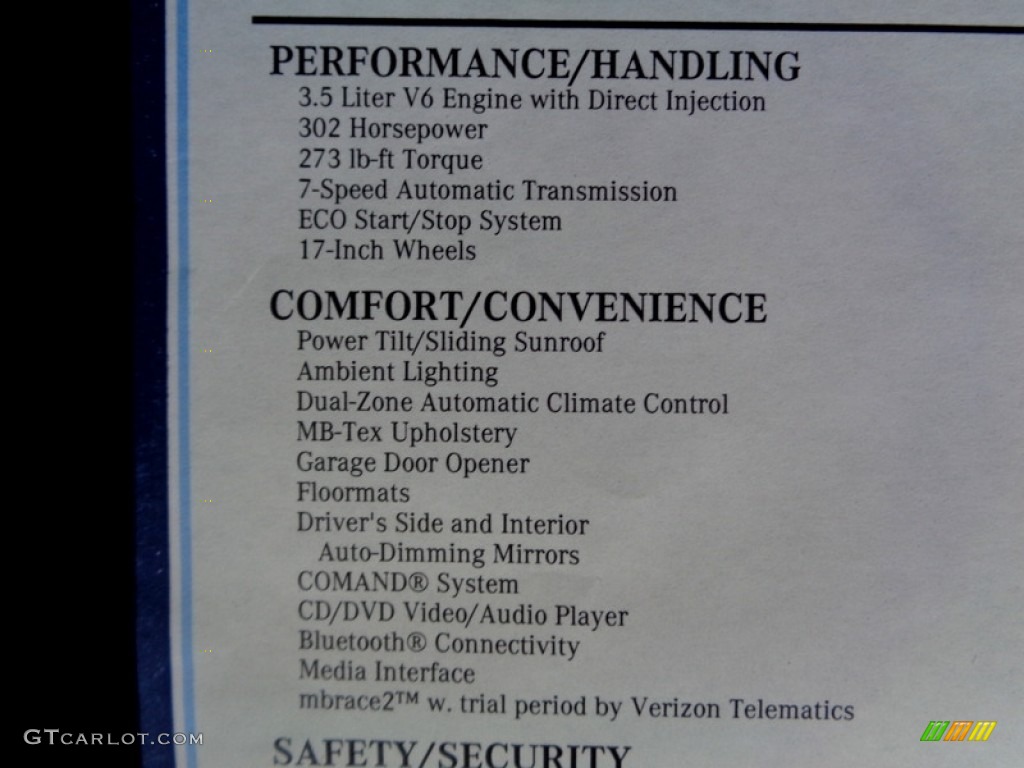 PERFORMANCE/HANDLING
3.5 Liter V6 Engine with Direct Injection
302 Horsepower
273 lb-ft Torque
7-Speed Automatic Transmission
ECO Start/Stop System
17-Inch Wheels
COMFORT/CONVENIENCE
Power Tilt/Sliding Sunroof
Ambient Lighting
Dual-Zone Automatic Climate Control
MB-Tex Upholstery
Garage Door Opener
Floormats
Driver's Side and Interior
Auto-Dimming Mirrors
COMAND® System
CD/DVD Video/Audio Player
Bluetooth® Connectivity
Media Interface
mbrace2™ w. trial period by Verizon Telematics
SAFETY/SECURITY
GTCARLOT.COM